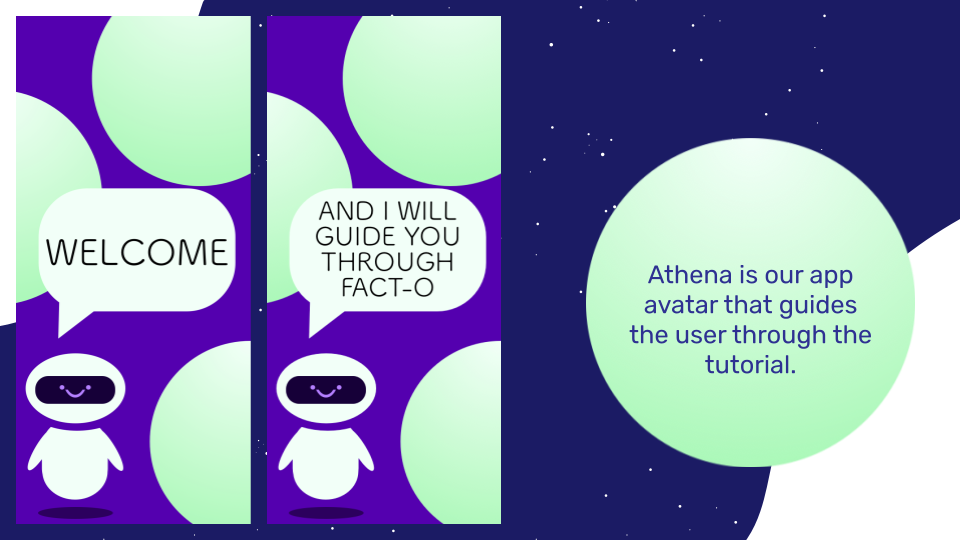 WELCOME
AND I WILL
GUIDE YOU
THROUGH
FACT-O
Athena is our app
avatar that guides
the user through the
tutorial.